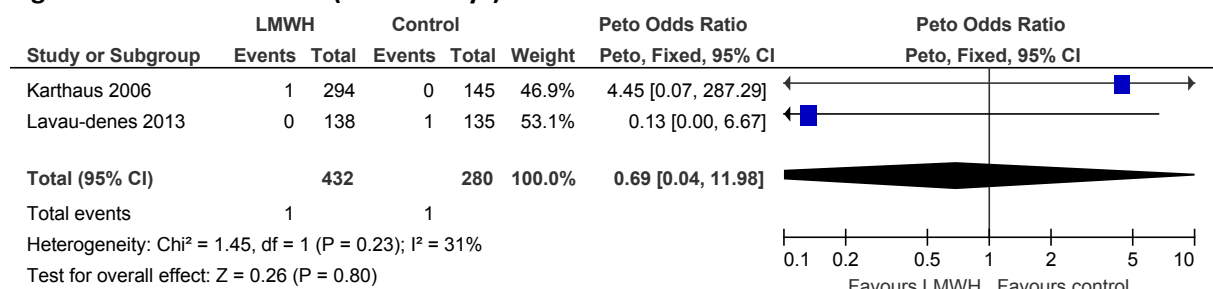 LMWH Control Peto Odds Ratio Peto Odds Ratio
Study or Subgroup Events Total Events Total Weight Peto, Fixed, 95% CI Peto, Fixed, 95% CI
Karthaus 2006 1 294 0 145 46.9% 4.45 [0.07, 287.29]
Lavau-denes 2013 0 138 1 135 53.1% 0.13 [0.00, 6.67]
Total (95% CI) 432 280 100.0% 0.69 [0.04, 11.98]
Total events 1 1
Heterogeneity: Chi² = 1.45, df = 1 (P = 0.23); I² = 31%
Test for overall effect: Z = 0.26 (P = 0.80)
0.1 0.2 0.5 1 2 5 10
Favours LMWH Favours control